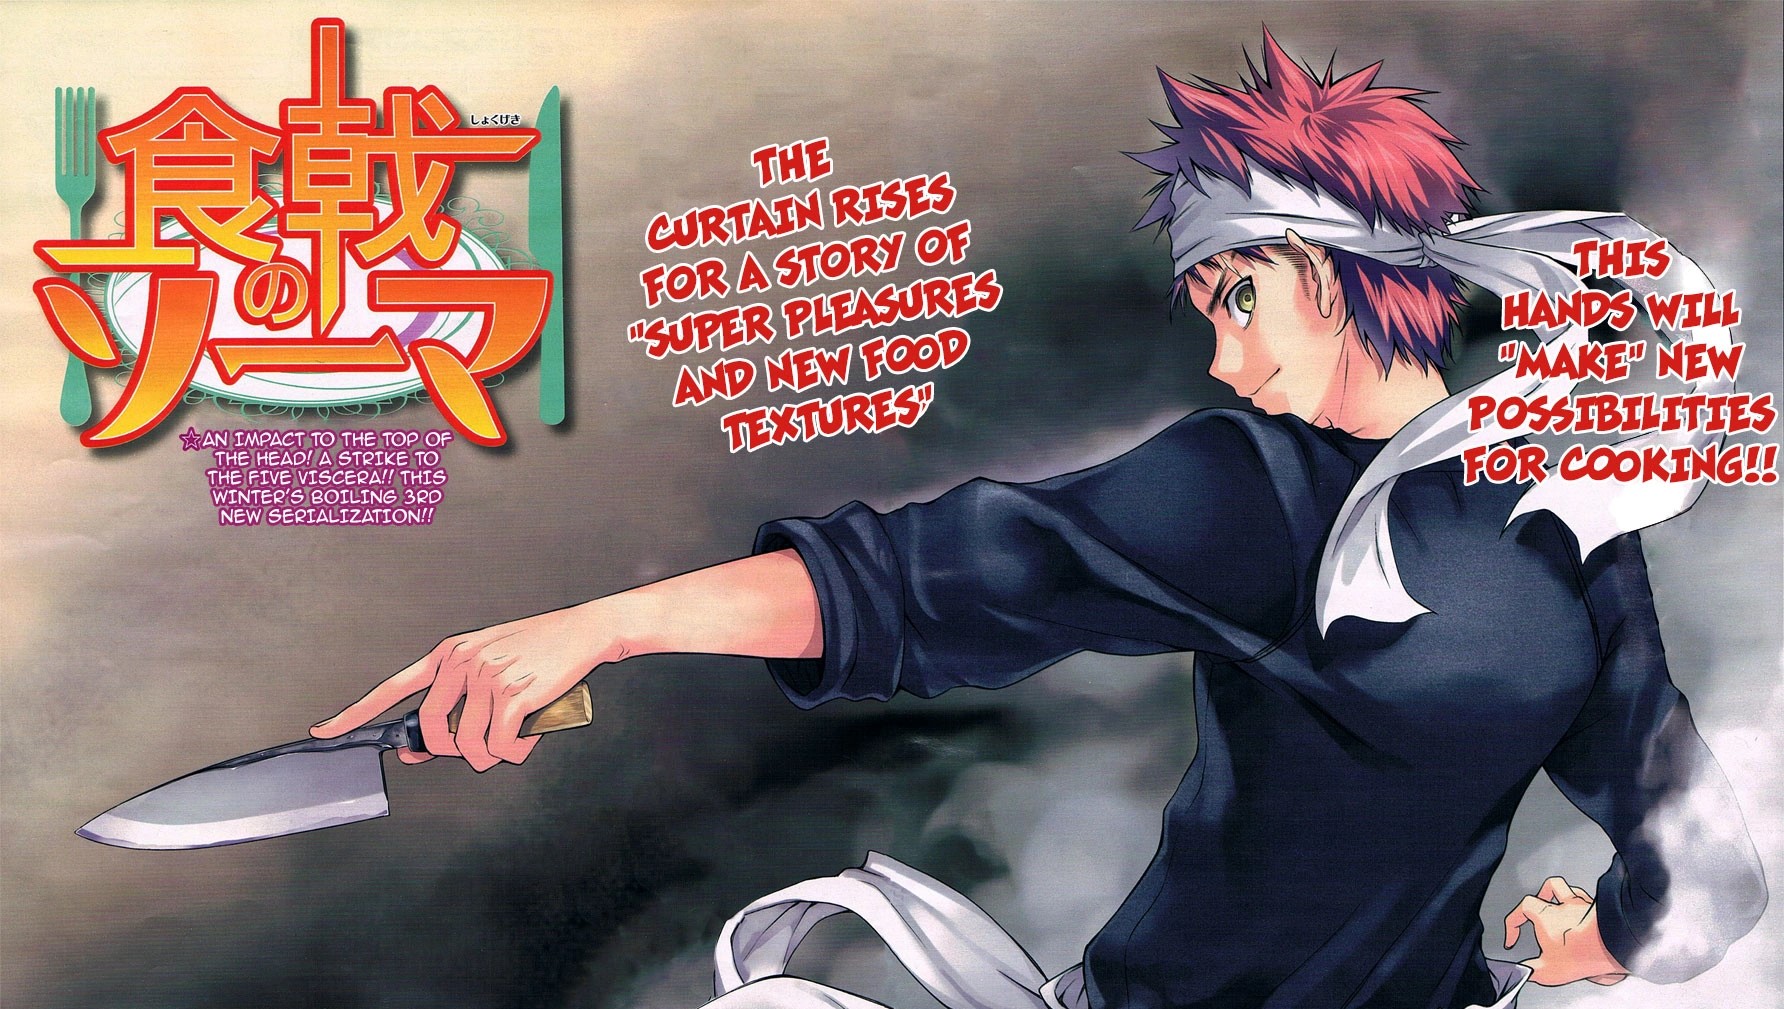 食戟
しょくげき
の
ソーマ
☆AN IMPACT TO THE TOP OF
THE HEAD! A STRIKE TO
THE FIVE VISCERA!! THIS
WINTER'S BOILING 3RD
NEW SERIALIZATION!!
THE
CURTAIN RISES
FOR A STORY OF
"SUPER PLEASURES
AND NEW FOOD
TEXTURES"
THIS
HANDS WILL
"MAKE" NEW
POSSIBILITIES
FOR COOKING!!